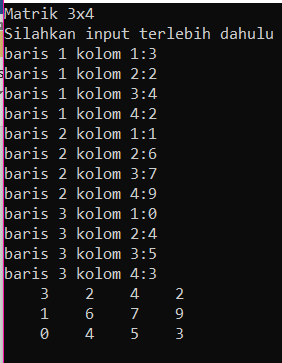 Matrik 3x4
Silahkan input terlebih dahulu
baris 1 kolom 1:3
baris 1 kolom 2:2
baris 1 kolom 3:4
baris 1 kolom 4:2
baris 2 kolom 1:1
baris 2 kolom 2:6
baris 2 kolom 3:7
baris 2 kolom 4:9
baris 3 kolom 1:0
baris 3 kolom 2:4
baris 3 kolom 3:5
baris 3 kolom 4:3
3 2 4 2
1 6 7 9
0 4 5 3